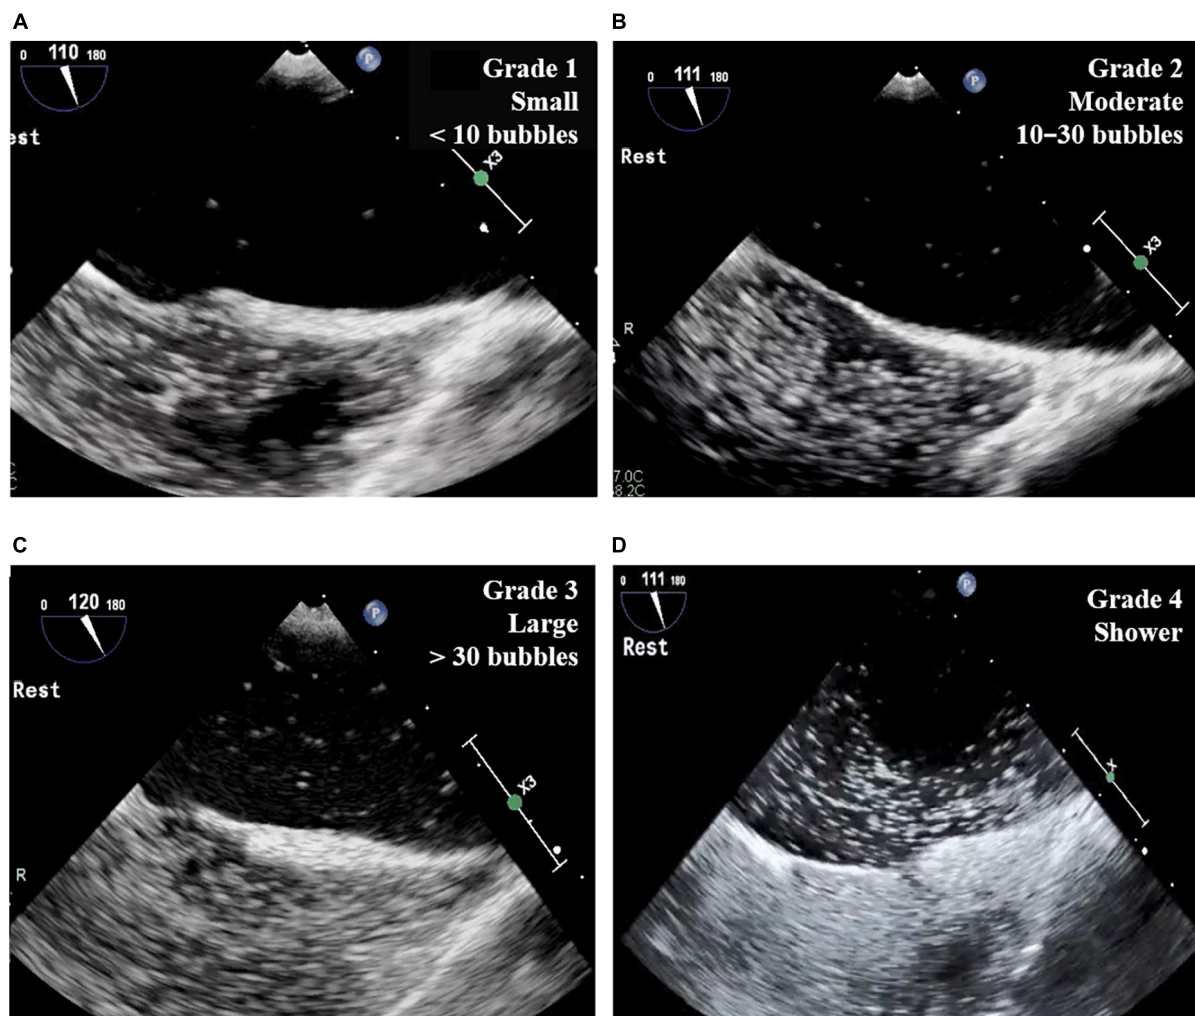 A
0 110 180
P
Grade 1
Small
< 10 bubbles
est
X3
B
0 111 180
P
Grade 2
Moderate
10–30 bubbles
Rest
X3
R
7.0C
8.2C
C
0 120 180
P
Grade 3
Large
> 30 bubbles
Rest
X3
R
D
0 111 180
P
Grade 4
Shower
Rest
X